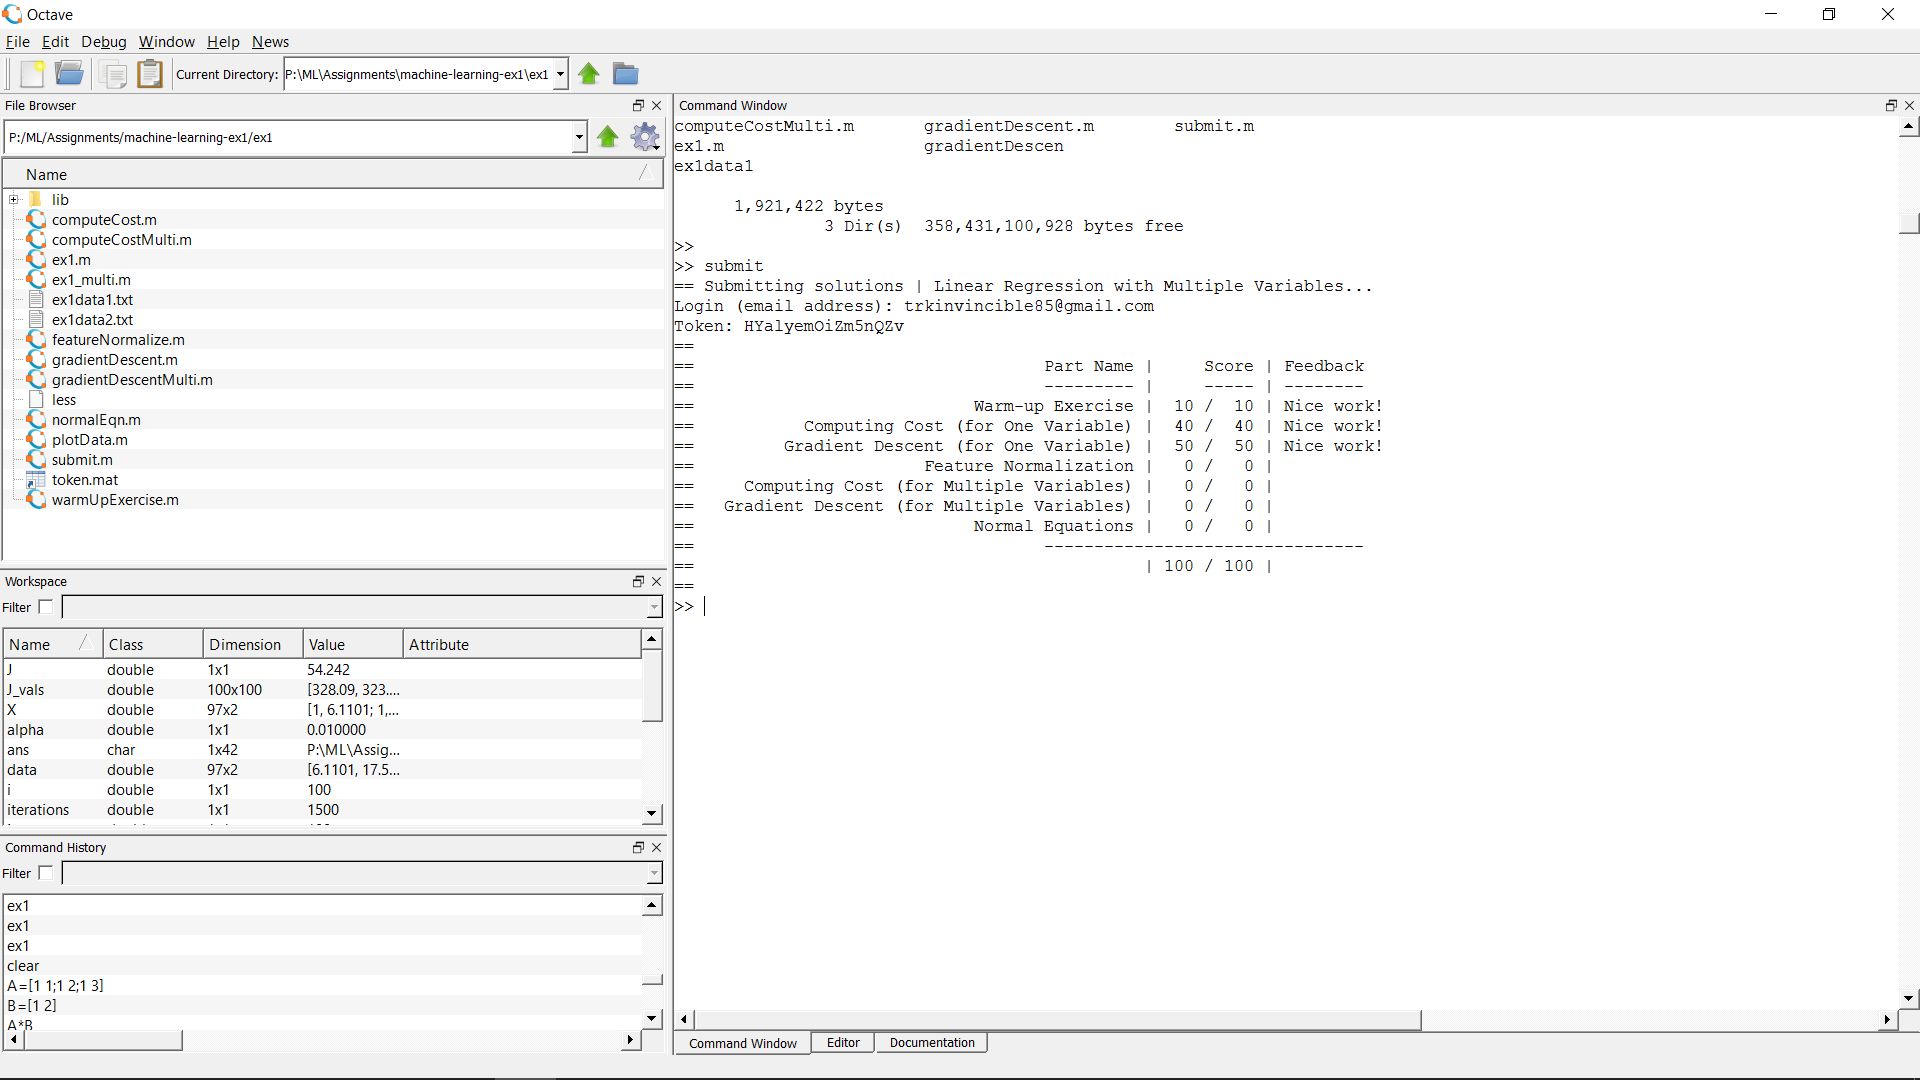 Octave
File Edit Debug Window Help News
Current Directory: P:\ML\Assignments\machine-learning-ex1\ex1
File Browser
P:/ML/Assignments/machine-learning-ex1/ex1
Name
lib
computeCost.m
computeCostMulti.m
ex1.m
ex1_multi.m
ex1data1.txt
ex1data2.txt
featureNormalize.m
gradientDescent.m
gradientDescentMulti.m
less
normalEqn.m
plotData.m
submit.m
token.mat
warmUpExercise.m
Workspace
Filter
Name Class Dimension Value Attribute
J double 1x1 54.242
J_vals double 100x100 [328.09, 323....
X double 97x2 [1, 6.1101; 1,...
alpha double 1x1 0.010000
ans char 1x42 P:\ML\Assig...
data double 97x2 [6.1101, 17.5...
i double 1x1 100
iterations double 1x1 1500
Command History
Filter
ex1
ex1
ex1
clear
A=[1 1;1 2;1 3]
B=[1 2]
A*B
Command Window
computeCostMulti.m gradientDescent.m submit.m
ex1.m gradientDescen
ex1data1
1,921,422 bytes
3 Dir(s) 358,431,100,928 bytes free
>>
>> submit
== Submitting solutions | Linear Regression with Multiple Variables...
Login (email address): trkinvincible85@gmail.com
Token: HYalyemOiZm5nQZv
==
== Part Name | Score | Feedback
== --------- | ----- | --------
== Warm-up Exercise | 10 / 10 | Nice work!
== Computing Cost (for One Variable) | 40 / 40 | Nice work!
== Gradient Descent (for One Variable) | 50 / 50 | Nice work!
== Feature Normalization | 0 / 0 |
== Computing Cost (for Multiple Variables) | 0 / 0 |
== Gradient Descent (for Multiple Variables) | 0 / 0 |
== Normal Equations | 0 / 0 |
== --------------------------------
== | 100 / 100 |
==
>>
Command Window Editor Documentation